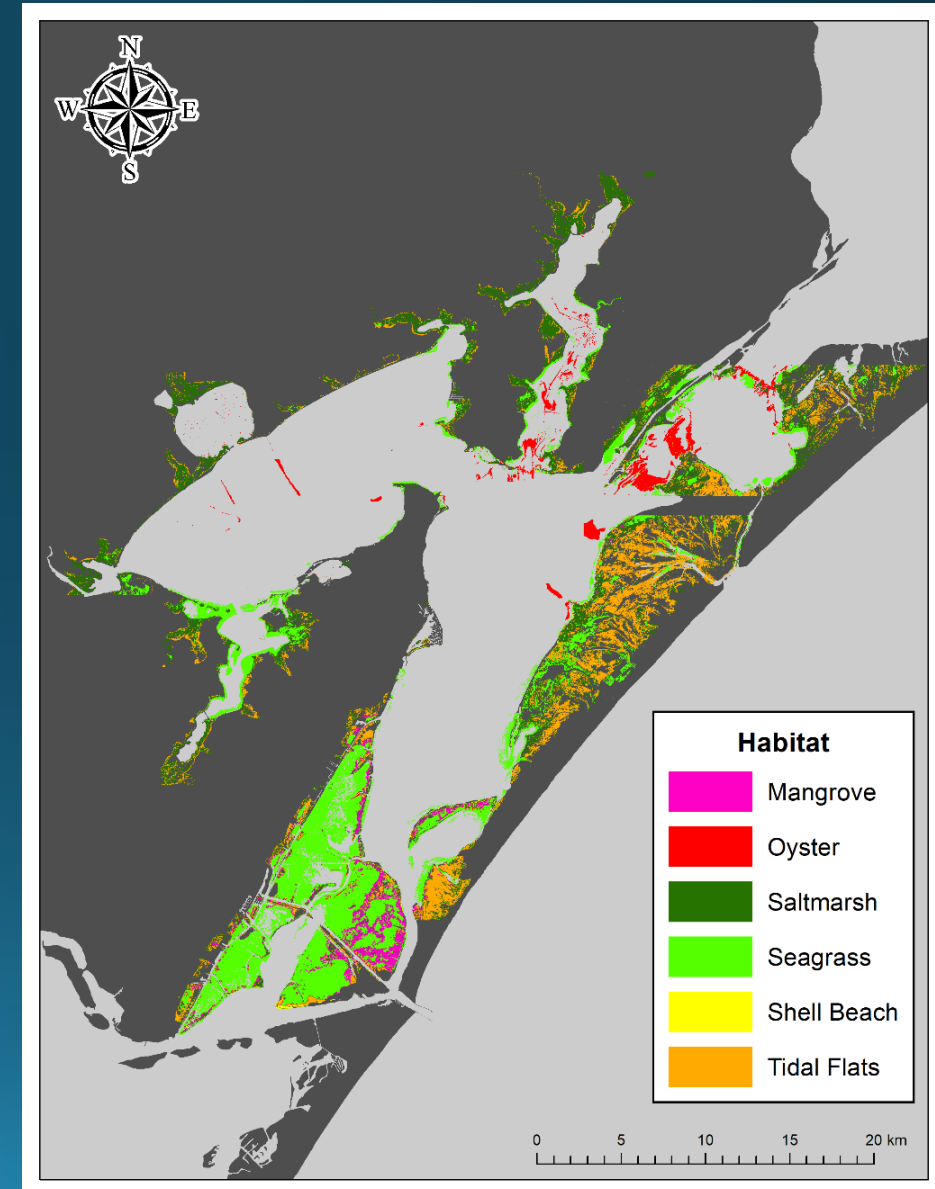 N
W E
S
Habitat
Mangrove
Oyster
Saltmarsh
Seagrass
Shell Beach
Tidal Flats
0 5 10 15 20 km